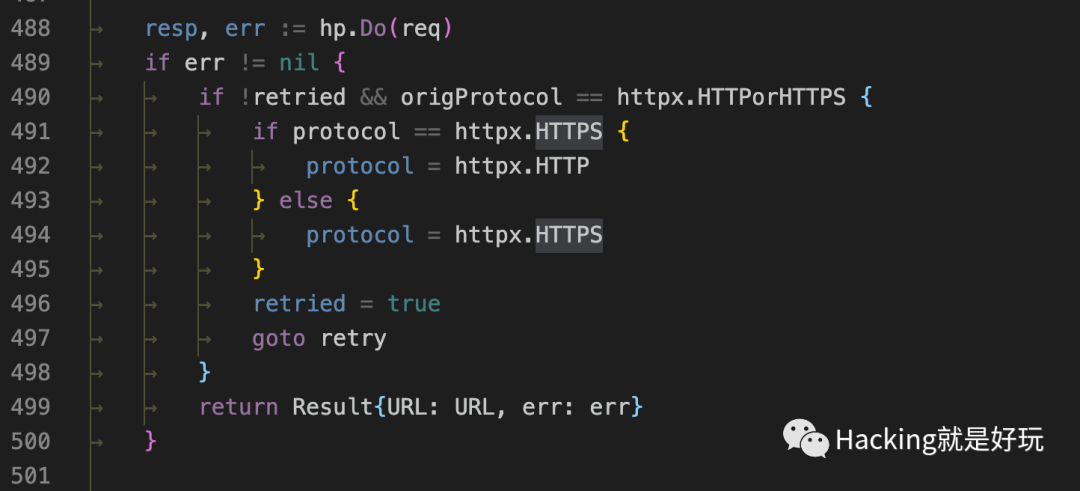 488 resp, err := hp.Do(req)
489 if err != nil {
490 if !retried && origProtocol == httpx.HTTPorHTTPS {
491 if protocol == httpx.HTTPS {
492 protocol = httpx.HTTP
493 } else {
494 protocol = httpx.HTTPS
495 }
496 retried = true
497 goto retry
498 }
499 return Result{URL: URL, err: err}
500 }
501
Hacking就是好玩